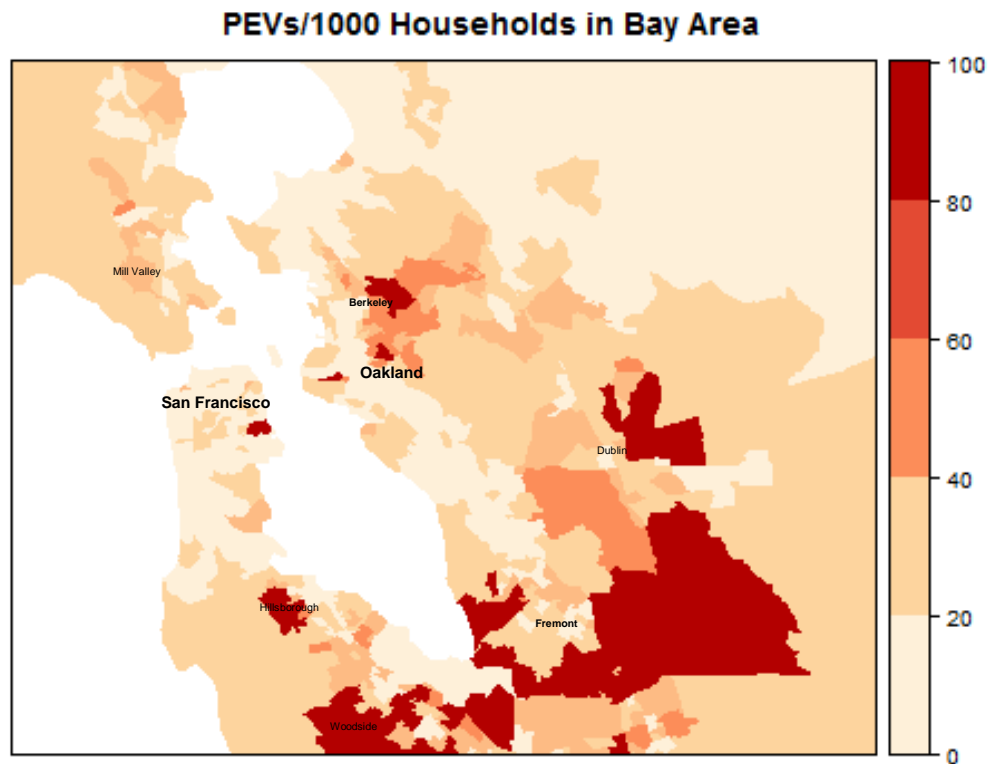 PEVs/1000 Households in Bay Area
100
80
60
40
20
0
Mill Valley
Berkeley
Oakland
San Francisco
Dublin
Hillsborough
Fremont
Woodside